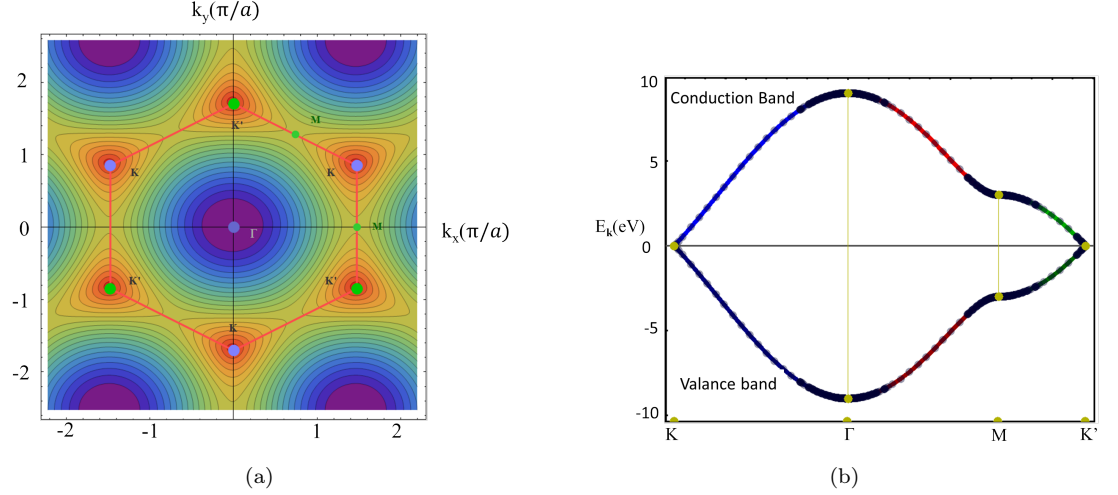 k_y(π/a)
2
1
0
-1
-2
-2
-1
1
2
k_x(π/a)
K'
M
K
K
Γ
M
K'
K'
K
(a)
10
5
0
-5
-10
E_k(eV)
Conduction Band
Valance band
K
Γ
M
K'
(b)